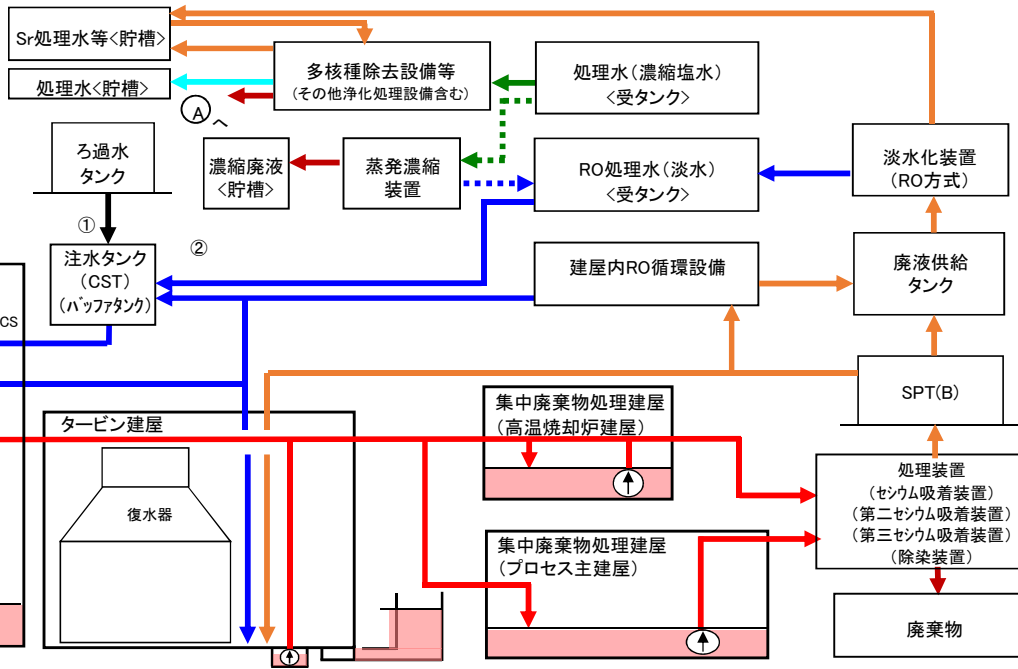 Sr処理水等<貯槽>
処理水<貯槽>
多核種除去設備等
(その他浄化処理設備含む)
処理水(濃縮塩水)
<受タンク>
Ⓐへ
ろ過水
タンク
濃縮廃液
<貯槽>
蒸発濃縮
装置
RO処理水(淡水)
<受タンク>
淡水化装置
(RO方式)
①
②
注水タンク
(CST)
(バッファタンク)
建屋内RO循環設備
廃液供給
タンク
CS
SPT(B)
タービン建屋
復水器
集中廃棄物処理建屋
(高温焼却炉建屋)
処理装置
(セシウム吸着装置)
(第二セシウム吸着装置)
(第三セシウム吸着装置)
(除染装置)
集中廃棄物処理建屋
(プロセス主建屋)
廃棄物